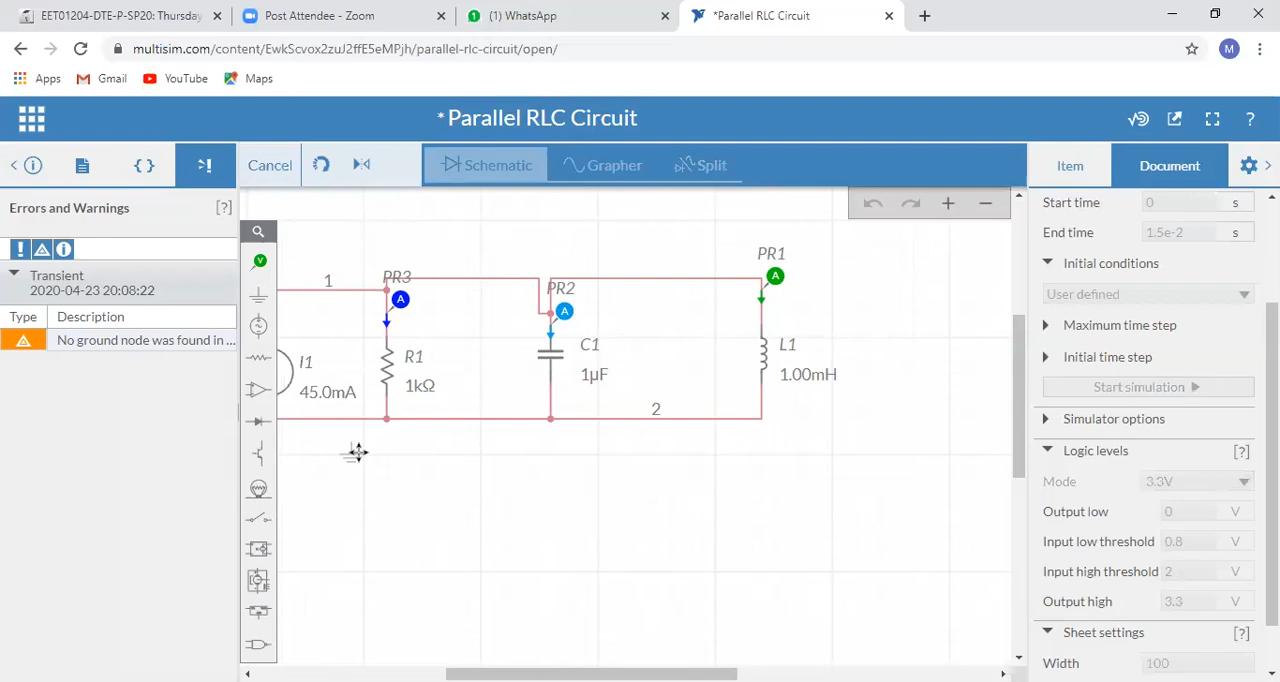 EET01204-DTE-P-SP20: Thursday
Post Attendee - Zoom
(1) WhatsApp
*Parallel RLC Circuit
multisim.com/content/EwkScvox2zuJ2ffE5eMPjh/parallel-rlc-circuit/open/
M
Apps
Gmail
YouTube
Maps
* Parallel RLC Circuit
?
Cancel
Schematic
Grapher
Split
Item
Document
Errors and Warnings
[?]
Transient
2020-04-23 20:08:22
Type
Description
No ground node was found in ...
V
1
PR3
A
PR2
A
PR1
A
I1
45.0mA
R1
1kΩ
C1
1µF
L1
1.00mH
2
Start time
0
s
End time
1.5e-2
s
Initial conditions
User defined
Maximum time step
Initial time step
Start simulation
Simulator options
Logic levels
[?]
Mode
3.3V
Output low
0
V
Input low threshold
0.8
V
Input high threshold
2
V
Output high
3.3
V
Sheet settings
[?]
Width
100